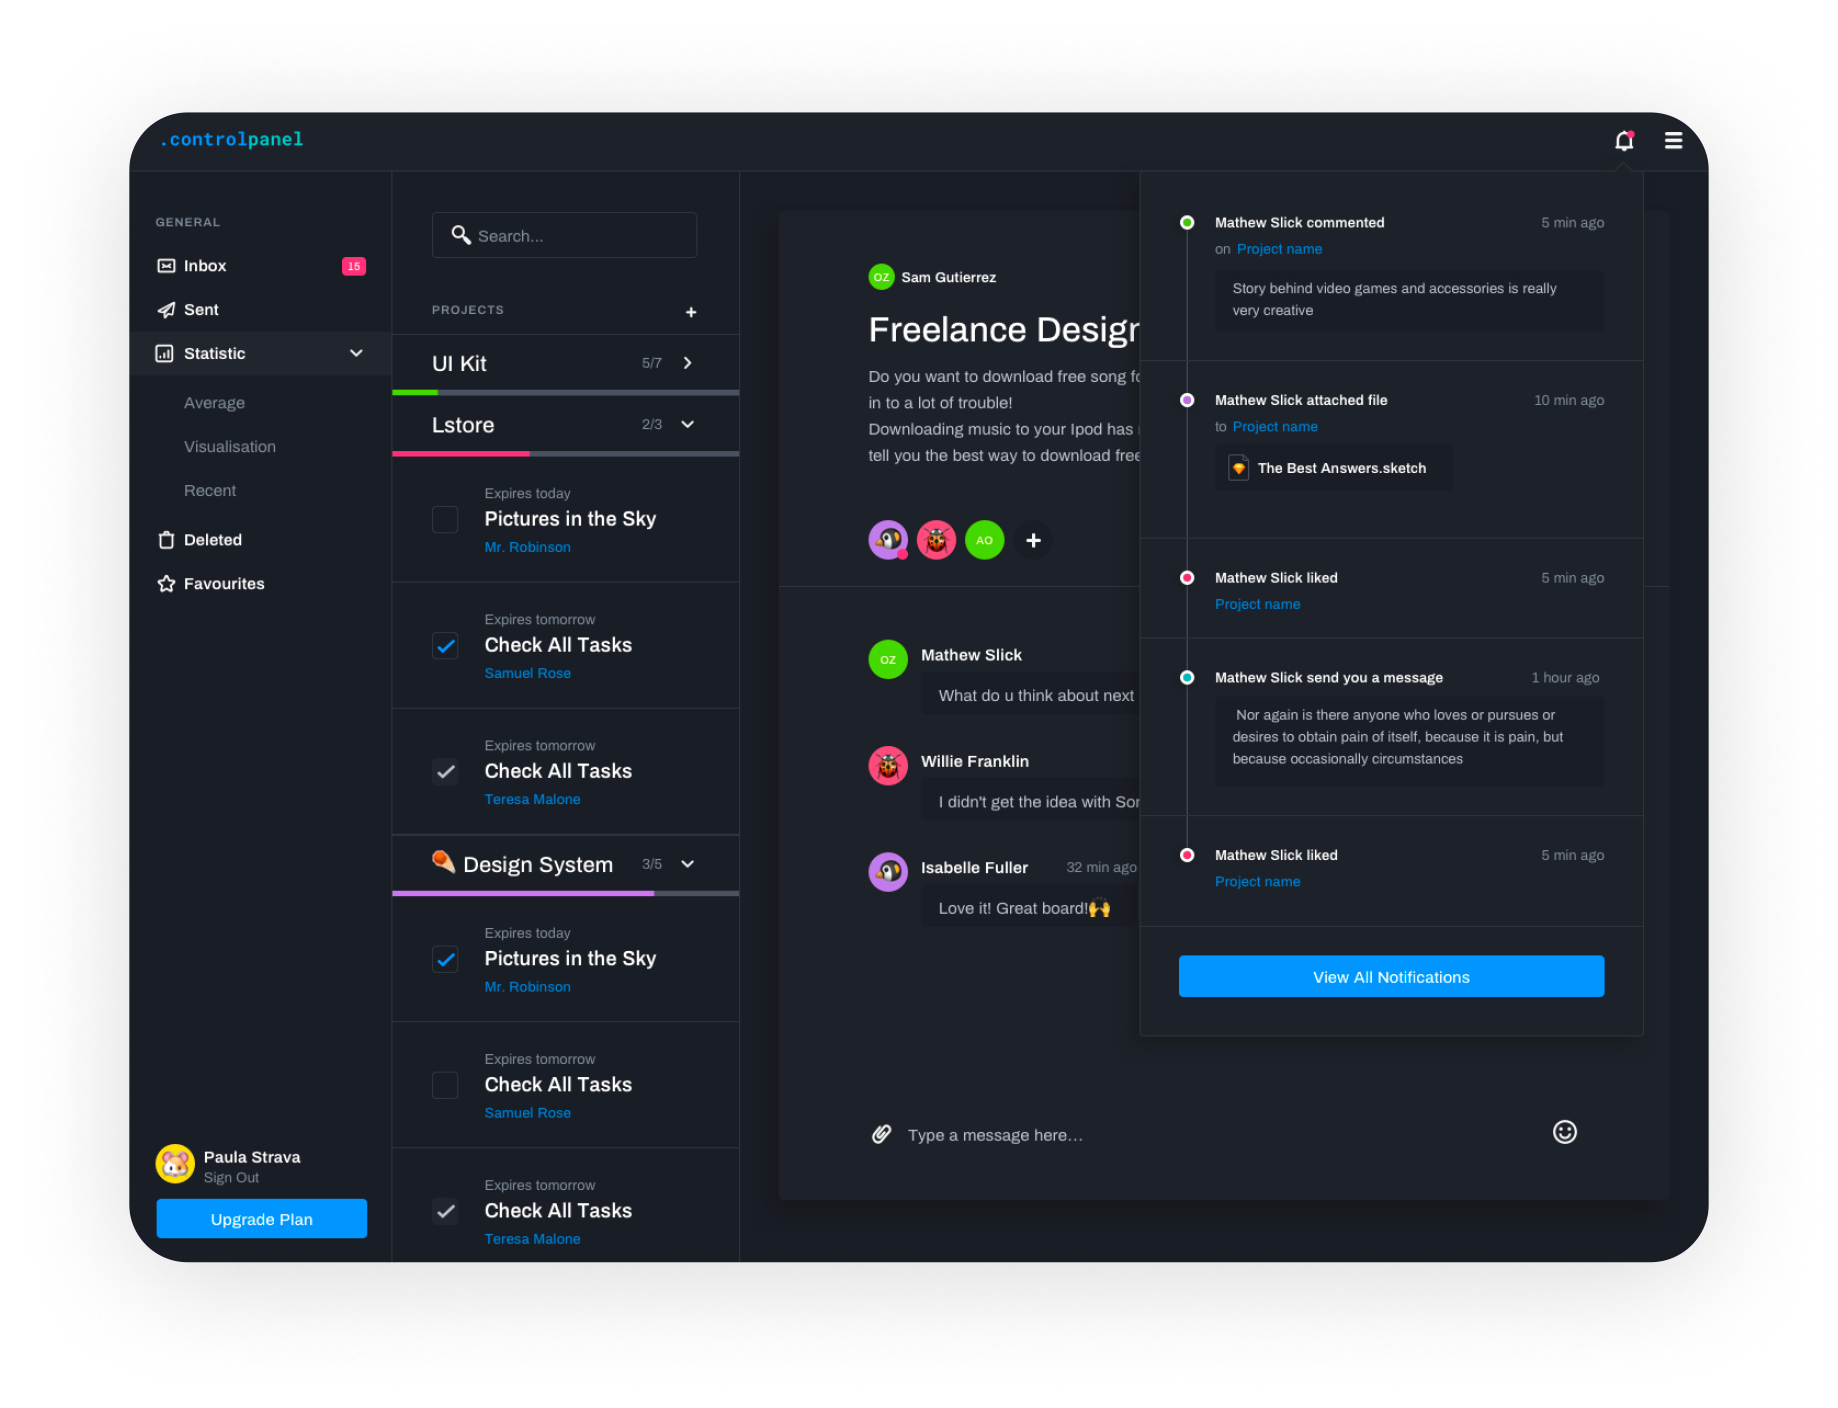 .controlpanel
GENERAL
Inbox
15
Sent
Statistic
Average
Visualisation
Recent
Deleted
Favourites
Paula Strava
Sign Out
Upgrade Plan
Search...
PROJECTS
+
UI Kit
5/7
Lstore
2/3
Expires today
Pictures in the Sky
Mr. Robinson
Expires tomorrow
Check All Tasks
Samuel Rose
Expires tomorrow
Check All Tasks
Teresa Malone
Design System
3/5
Expires today
Pictures in the Sky
Mr. Robinson
Expires tomorrow
Check All Tasks
Samuel Rose
Expires tomorrow
Check All Tasks
Teresa Malone
OZ
Sam Gutierrez
Freelance Design
Do you want to download free song fo
in to a lot of trouble!
Downloading music to your Ipod has
tell you the best way to download free
AO
+
OZ
Mathew Slick
What do u think about next
Willie Franklin
I didn't get the idea with Son
Isabelle Fuller
32 min ago
Love it! Great board!🙌
Type a message here...
Mathew Slick commented
5 min ago
on Project name
Story behind video games and accessories is really
very creative
Mathew Slick attached file
10 min ago
to Project name
The Best Answers.sketch
Mathew Slick liked
5 min ago
Project name
Mathew Slick send you a message
1 hour ago
Nor again is there anyone who loves or pursues or
desires to obtain pain of itself, because it is pain, but
because occasionally circumstances
Mathew Slick liked
5 min ago
Project name
View All Notifications